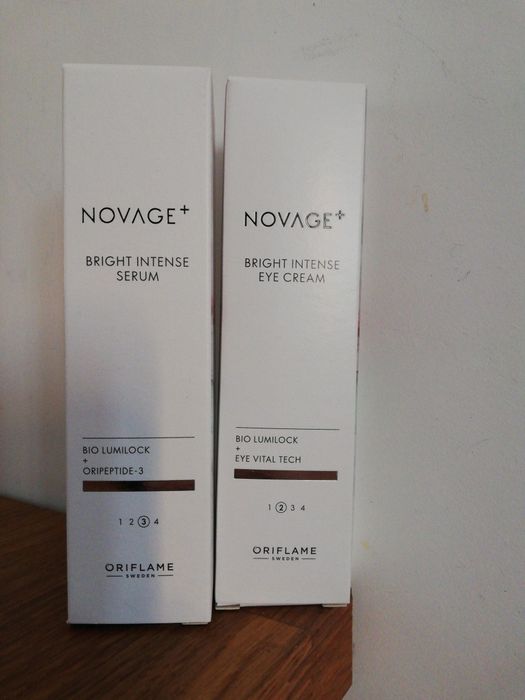 NOVAGE+
BRIGHT INTENSE
SERUM
BIO LUMILOCK
+
ORIPEPTIDE-3
1 2 3 4
ORIFLAME
SWEDEN
NOVAGE+
BRIGHT INTENSE
EYE CREAM
BIO LUMILOCK
+
EYE VITAL TECH
1 2 3 4
ORIFLAME
SWEDEN